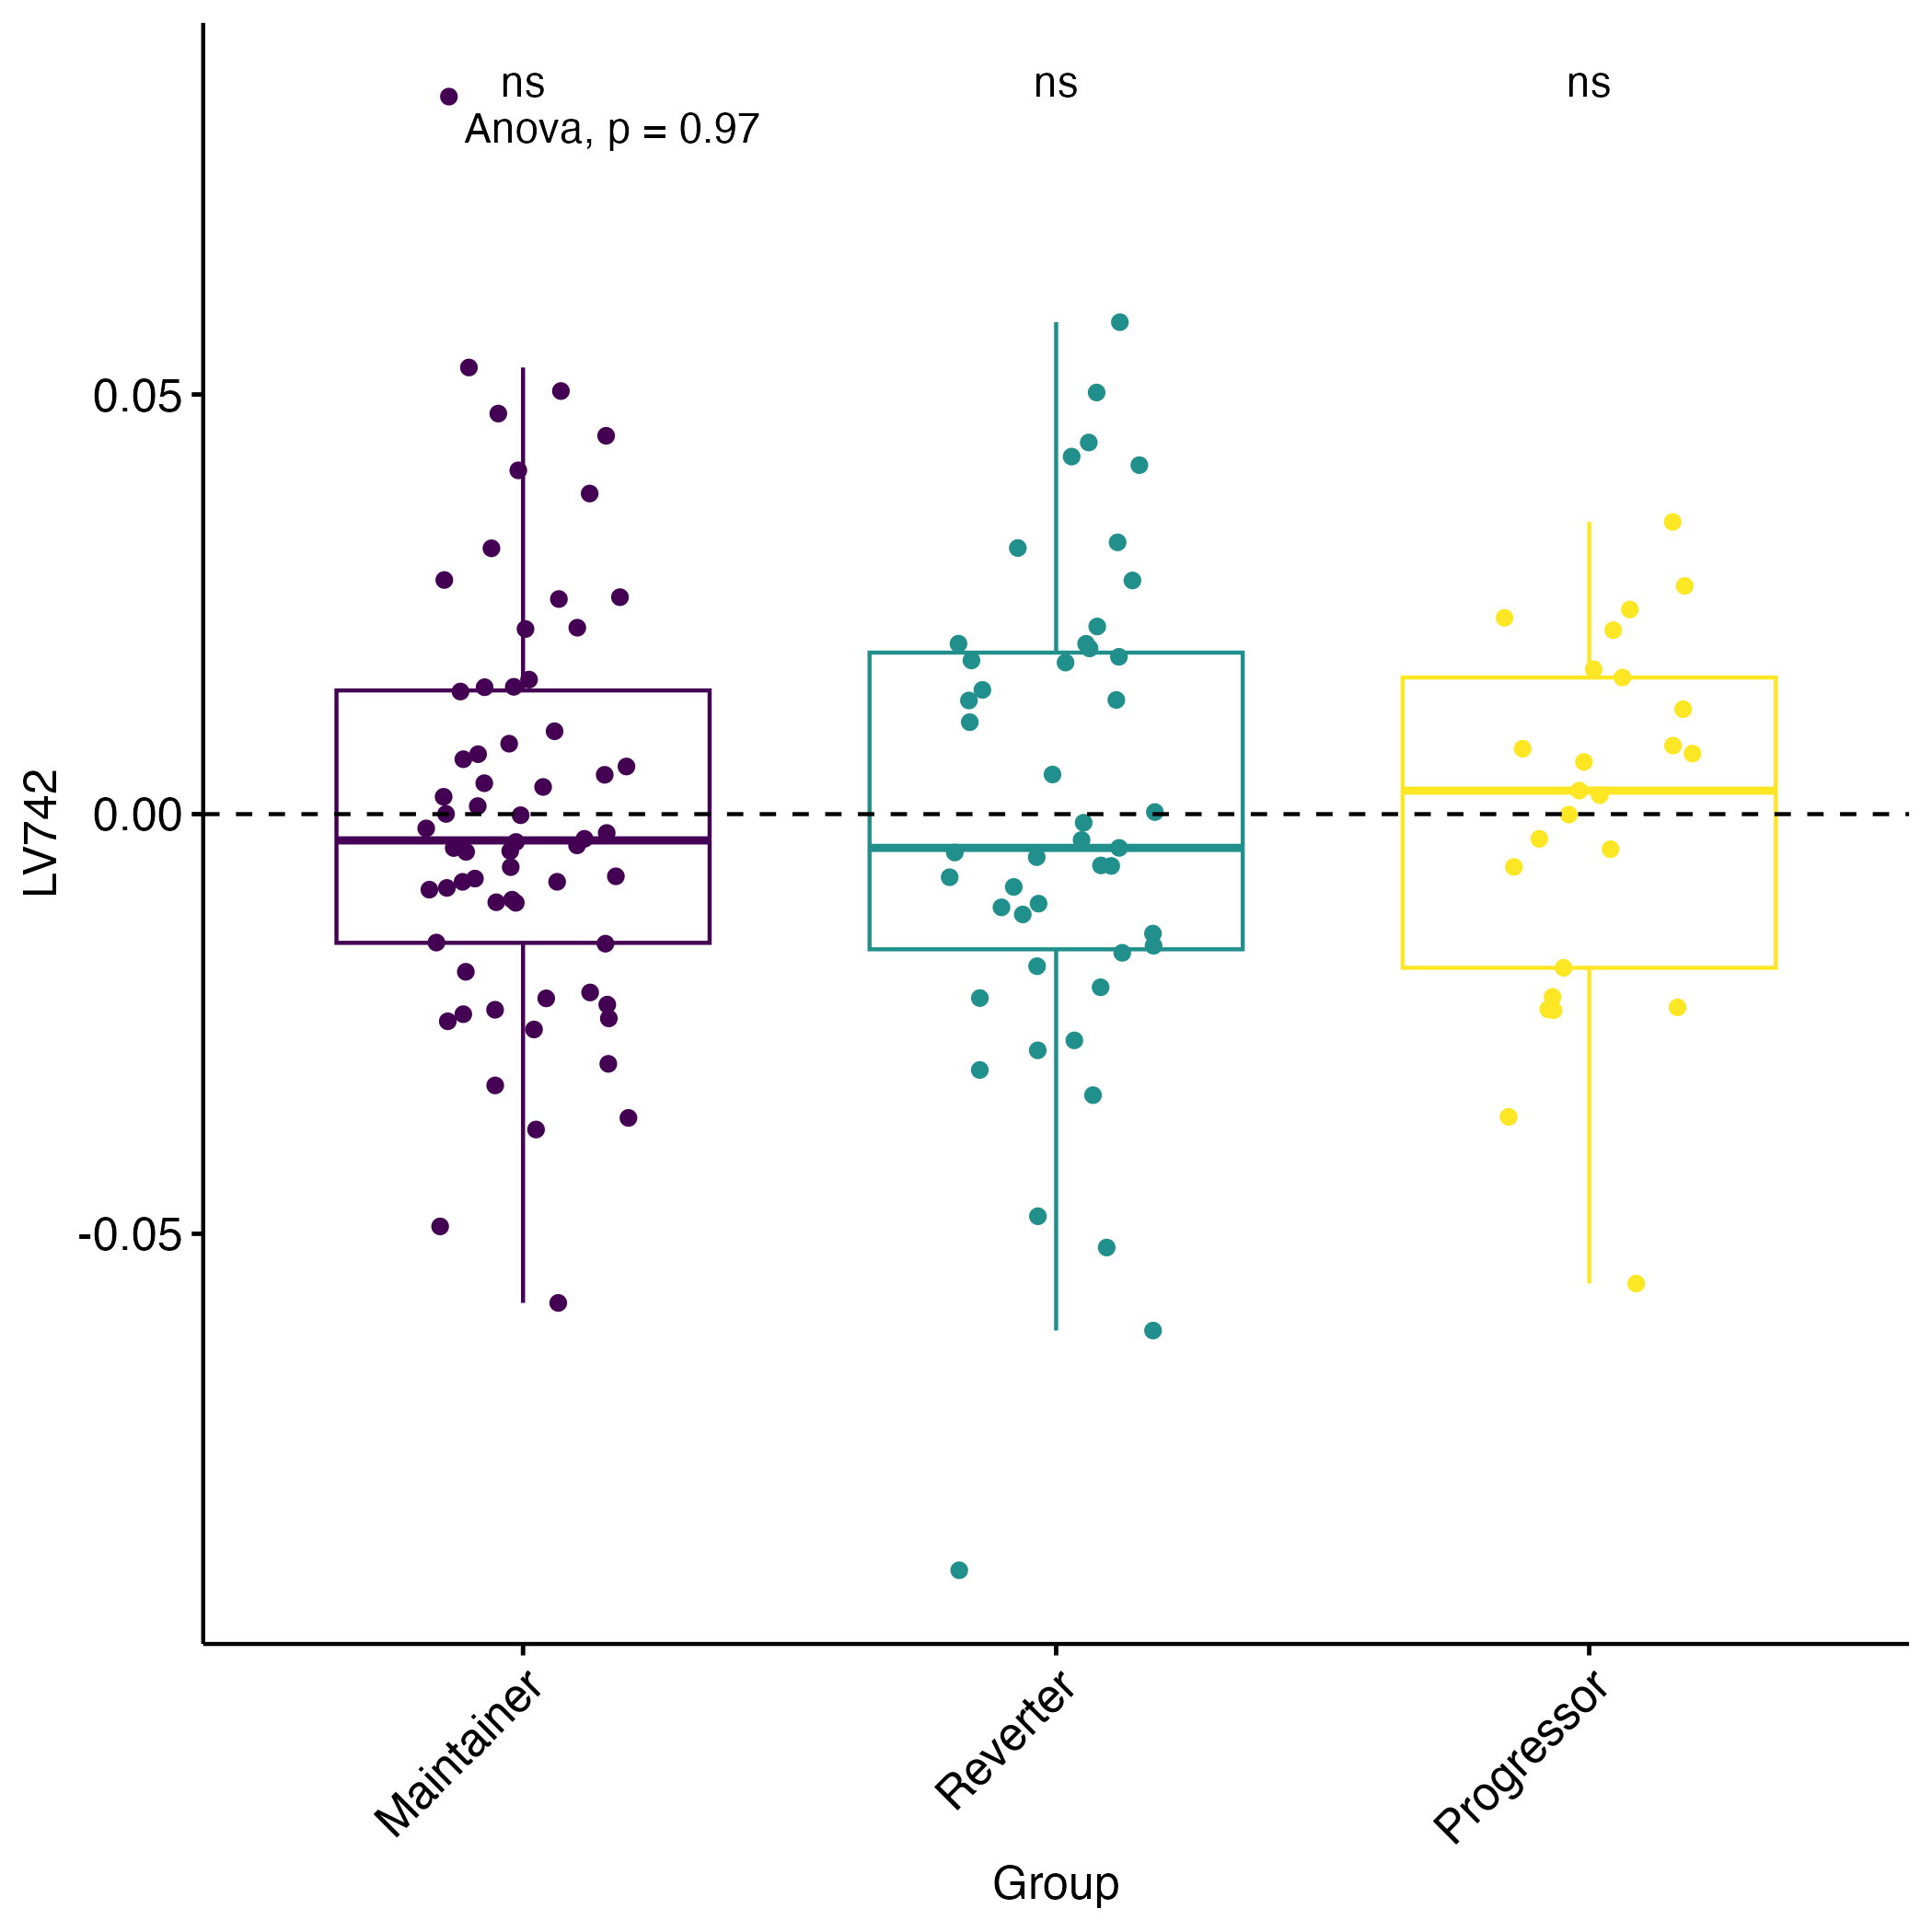 ns ns ns
Anova, p = 0.97
0.05
0.00
-0.05
LV742
Maintainer
Reverter
Progressor
Group